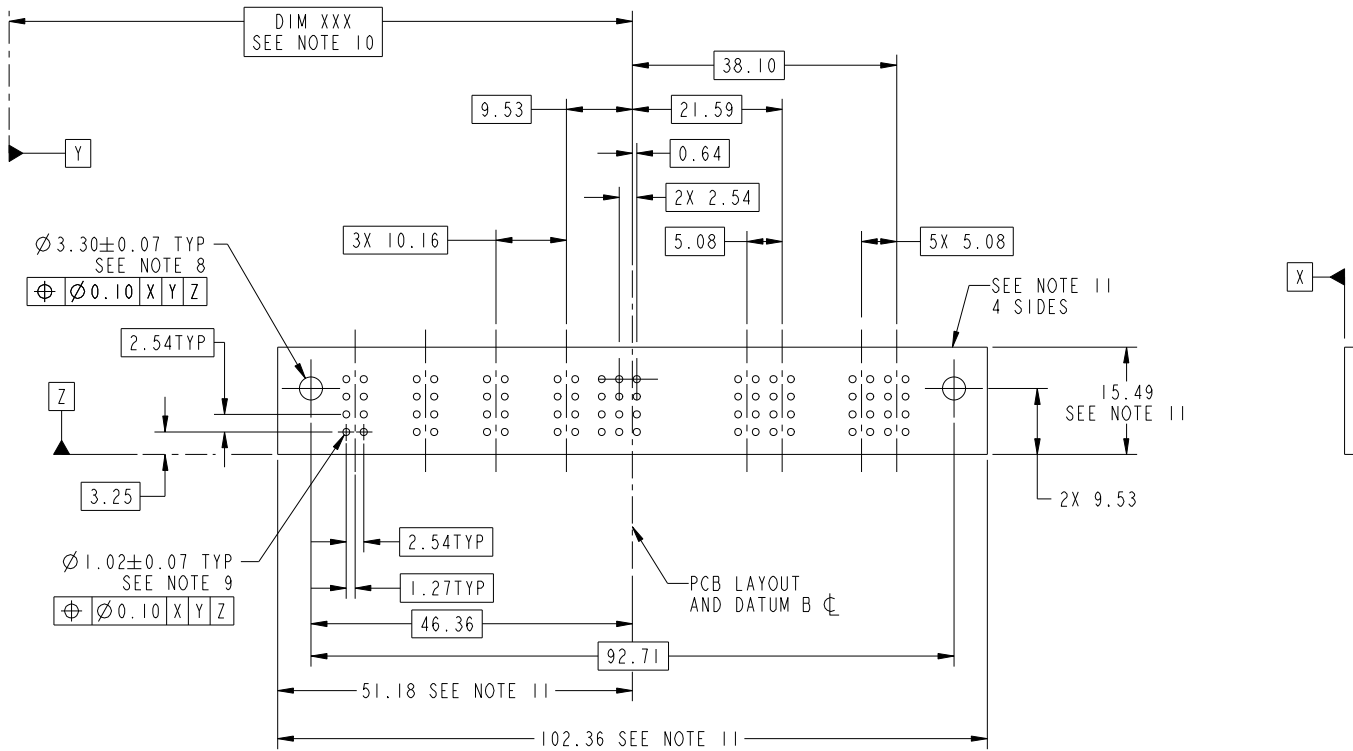 DIM XXX
SEE NOTE 10
38.10
9.53
21.59
Y
0.64
2X 2.54
Ø3.30±0.07 TYP
SEE NOTE 8
⌖ Ø0.10 X Y Z
3X 10.16
5.08
5X 5.08
X
SEE NOTE 11
4 SIDES
2.54TYP
Z
15.49
SEE NOTE 11
3.25
2X 9.53
Ø1.02±0.07 TYP
SEE NOTE 9
⌖ Ø0.10 X Y Z
2.54TYP
1.27TYP
PCB LAYOUT
AND DATUM B ℄
46.36
92.71
51.18 SEE NOTE 11
102.36 SEE NOTE 11